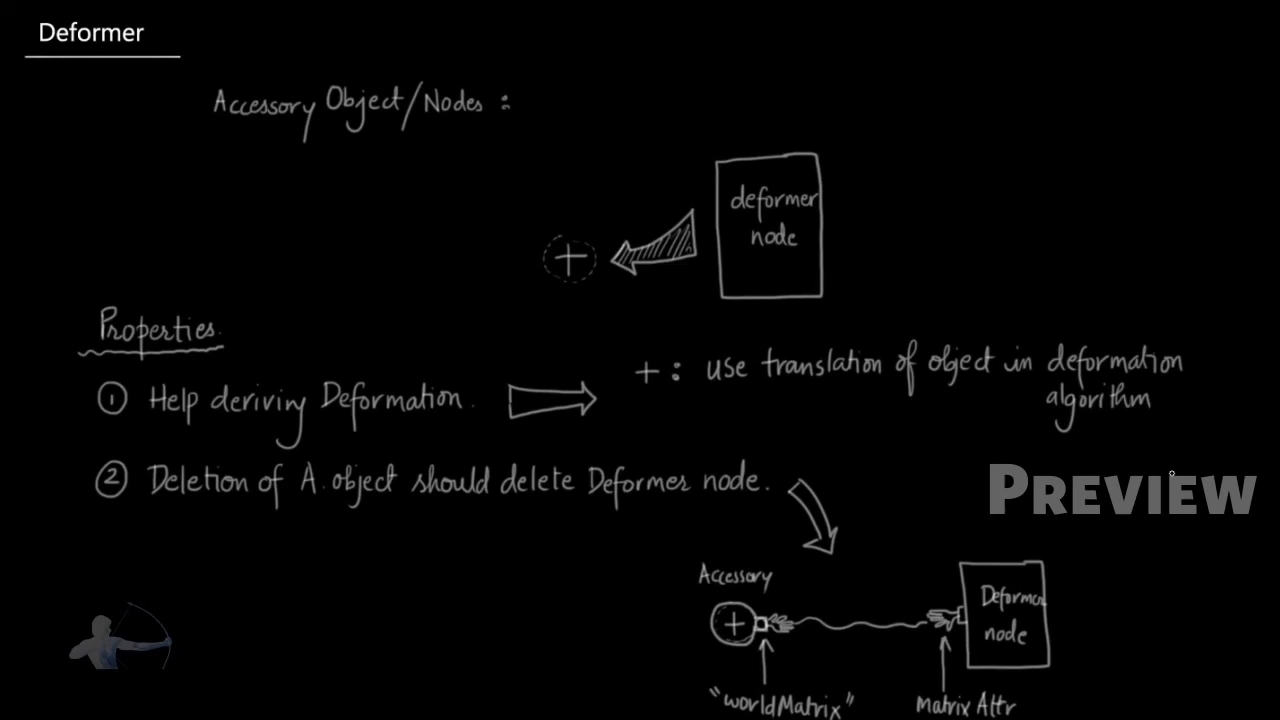 Deformer
Accessory Object/Nodes :
deformer
node
+
Properties.
+ : use translation of object in deformation
algorithm
① Help deriving Deformation.
② Deletion of A. object should delete Deformer node.
PREVIEW
Accessory
+
Deformer
node
"worldMatrix"
matrix Attr